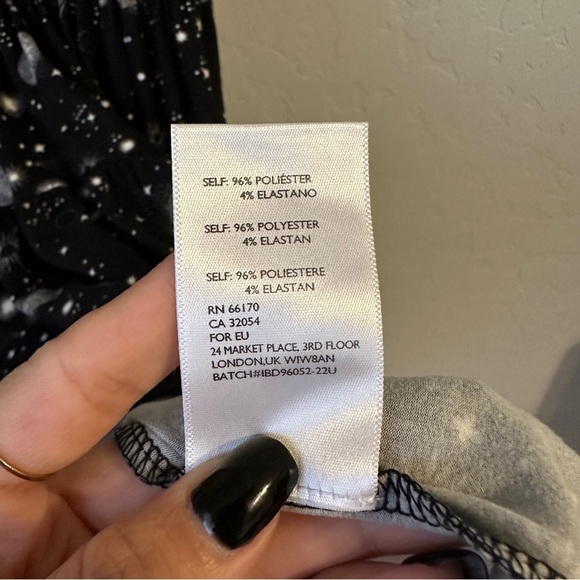 SELF: 96% POLIÉSTER
4% ELASTANO
SELF: 96% POLYESTER
4% ELASTAN
SELF: 96% POLIESTERE
4% ELASTAN
RN 66170
CA 32054
FOR EU
24 MARKET PLACE, 3RD FLOOR
LONDON,UK WIW8AN
BATCH#IBD96052-22U